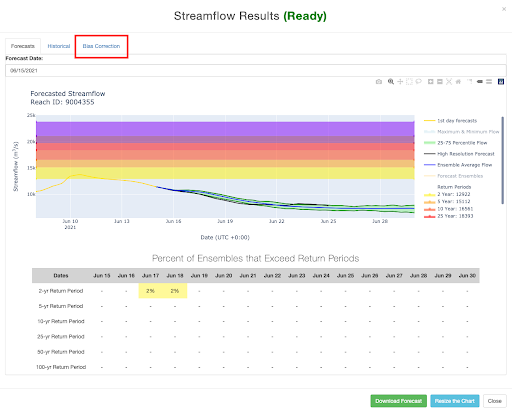 Streamflow Results (Ready)
×
Forecasts Historical Bias Correction
Forecast Date:
06/15/2021
Forecasted Streamflow
Reach ID: 9004355
25k
20k
15k
10k
Streamflow (m³/s)
Jun 10 Jun 13 Jun 16 Jun 19 Jun 22 Jun 25 Jun 28
2021
Date (UTC +0:00)
1st day forecasts
Maximum & Minimum Flow
25-75 Percentile Flow
High Resolution Forecast
Ensemble Average Flow
Forecast Ensembles
Return Periods
2 Year: 12922
5 Year: 15112
10 Year: 16561
25 Year: 18393
Percent of Ensembles that Exceed Return Periods
Dates Jun 15 Jun 16 Jun 17 Jun 18 Jun 19 Jun 20 Jun 21 Jun 22 Jun 23 Jun 24 Jun 25 Jun 26 Jun 27 Jun 28 Jun 29 Jun 30
2-yr Return Period - - 2% 2% - - - - - - - - - - - -
5-yr Return Period - - - - - - - - - - - - - - - -
10-yr Return Period - - - - - - - - - - - - - - - -
25-yr Return Period - - - - - - - - - - - - - - - -
50-yr Return Period - - - - - - - - - - - - - - - -
100-yr Return Period - - - - - - - - - - - - - - - -
Download Forecast Resize the Chart Close